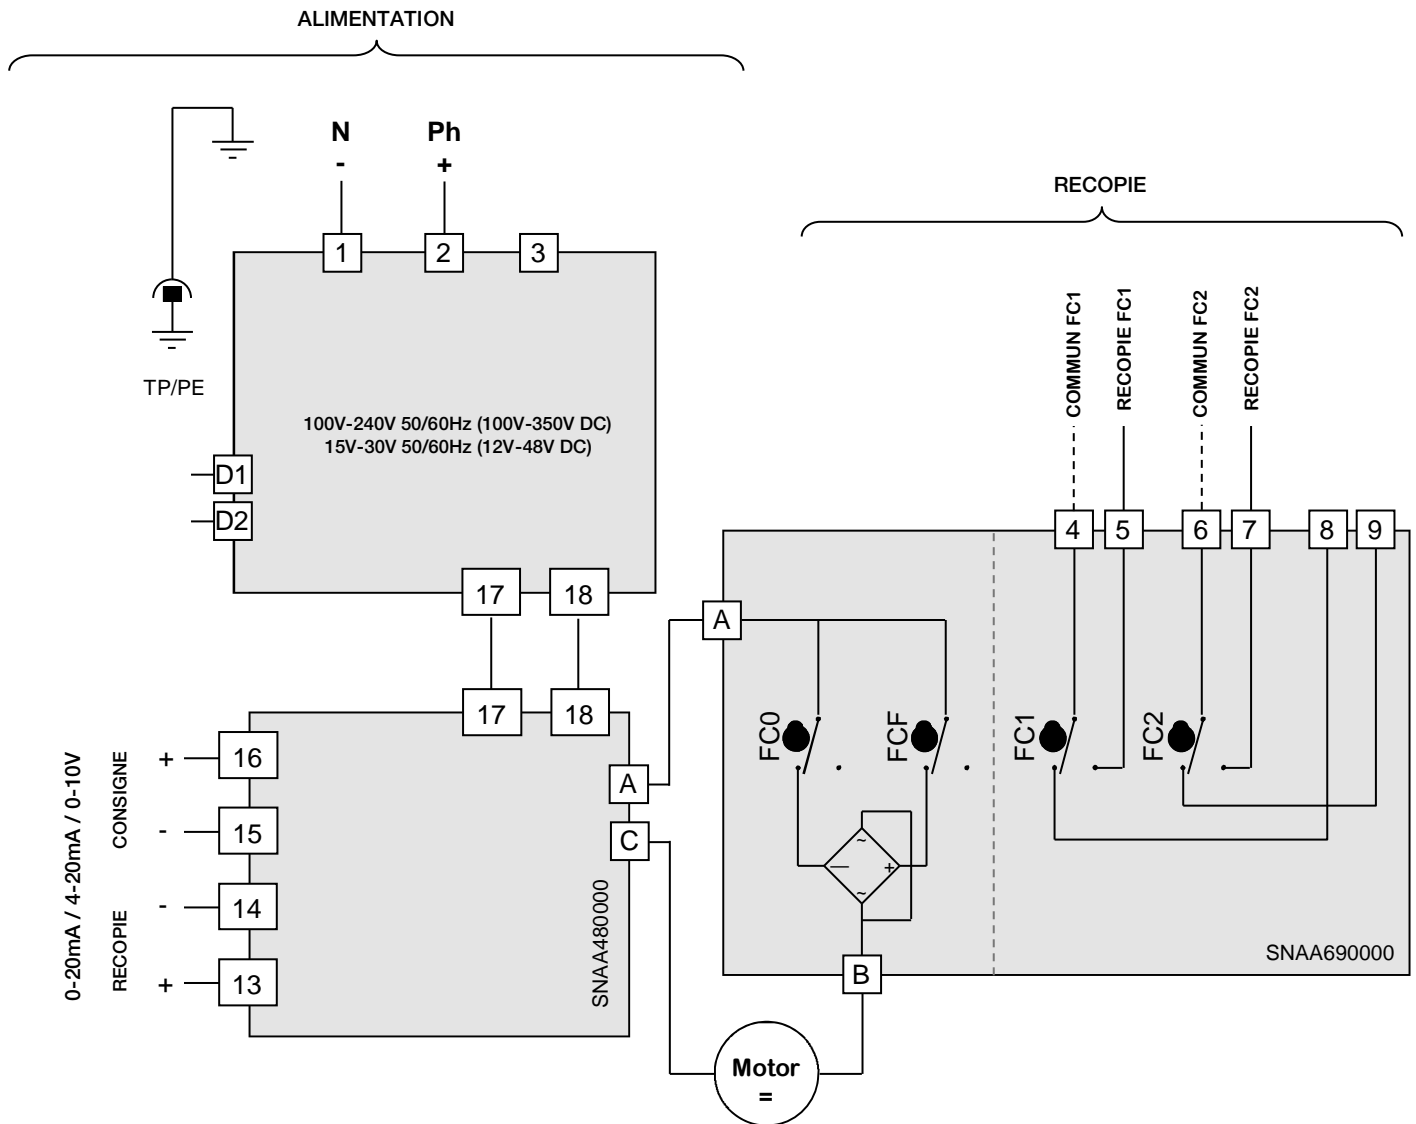 ALIMENTATION
N
-
Ph
+
1
2
3
TP/PE
100V-240V 50/60Hz (100V-350V DC)
15V-30V 50/60Hz (12V-48V DC)
D1
D2
17
18
17
18
0-20mA / 4-20mA / 0-10V
CONSIGNE
RECOPIE
+
16
-
15
-
14
+
13
A
C
SNAA480000
RECOPIE
COMMUN FC1
RECOPIE FC1
COMMUN FC2
RECOPIE FC2
4
5
6
7
8
9
A
FC0
FCF
FC1
FC2
~
—
+
~
B
SNAA690000
Motor
=